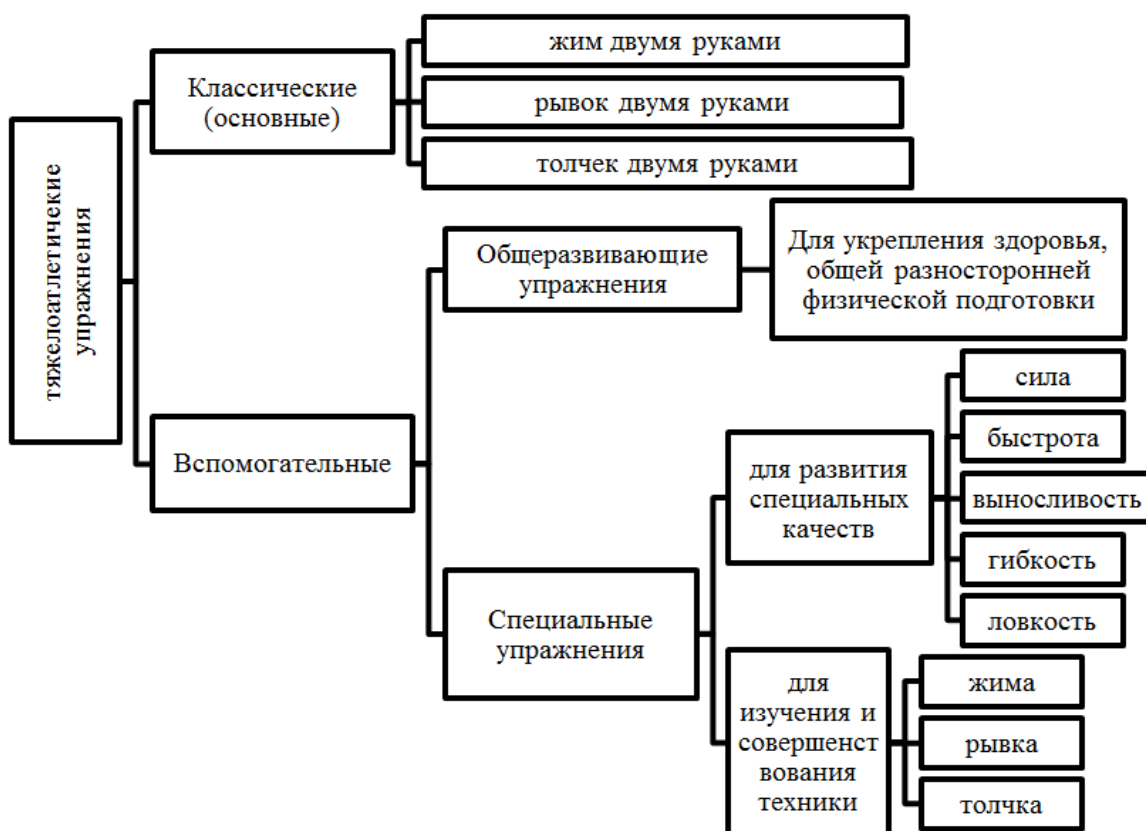 тяжелоатлетичекие
упражнения
Классические
(основные)
жим двумя руками
рывок двумя руками
толчек двумя руками
Вспомогательные
Общеразвивающие
упражнения
Для укрепления здоровья,
общей разносторонней
физической подготовки
Специальные
упражнения
для развития
специальных
качеств
сила
быстрота
выносливость
гибкость
ловкость
для
изучения и
совершенст
вования
техники
жима
рывка
толчка